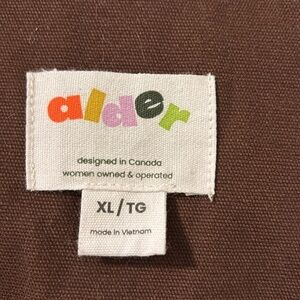 alder
designed in Canada
women owned & operated
XL / TG
made in Vietnam